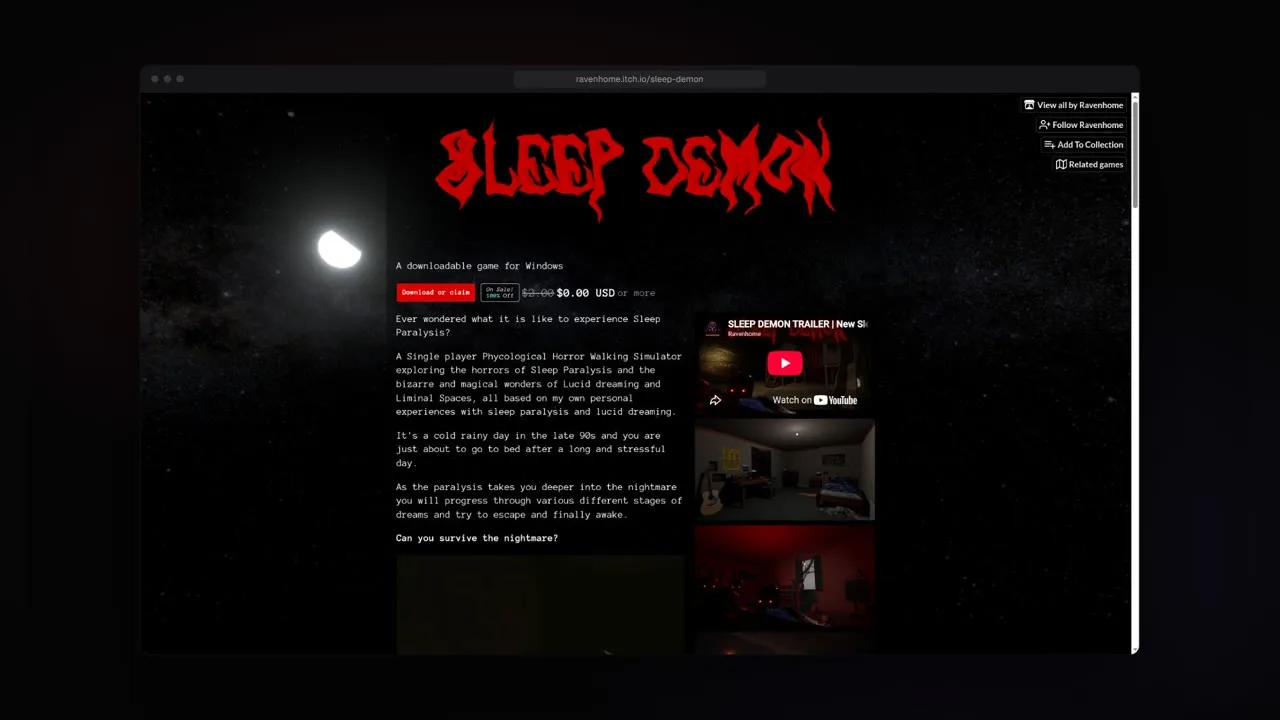 ravenhome.itch.io/sleep-demon
View all by Ravenhome
Follow Ravenhome
Add To Collection
Related games
SLEEP DEMON
A downloadable game for Windows
Download or claim
On Sale!
100% Off
$2.00 $0.00 USD or more
Ever wondered what it is like to experience Sleep
Paralysis?
A Single player Phycological Horror Walking Simulator
exploring the horrors of Sleep Paralysis and the
bizarre and magical wonders of Lucid dreaming and
Liminal Spaces, all based on my own personal
experiences with sleep paralysis and lucid dreaming.
It's a cold rainy day in the late 90s and you are
just about to go to bed after a long and stressful
day.
As the paralysis takes you deeper into the nightmare
you will progress through various different stages of
dreams and try to escape and finally awake.
Can you survive the nightmare?
SLEEP DEMON TRAILER | New Sl
Ravenhome
Watch on YouTube